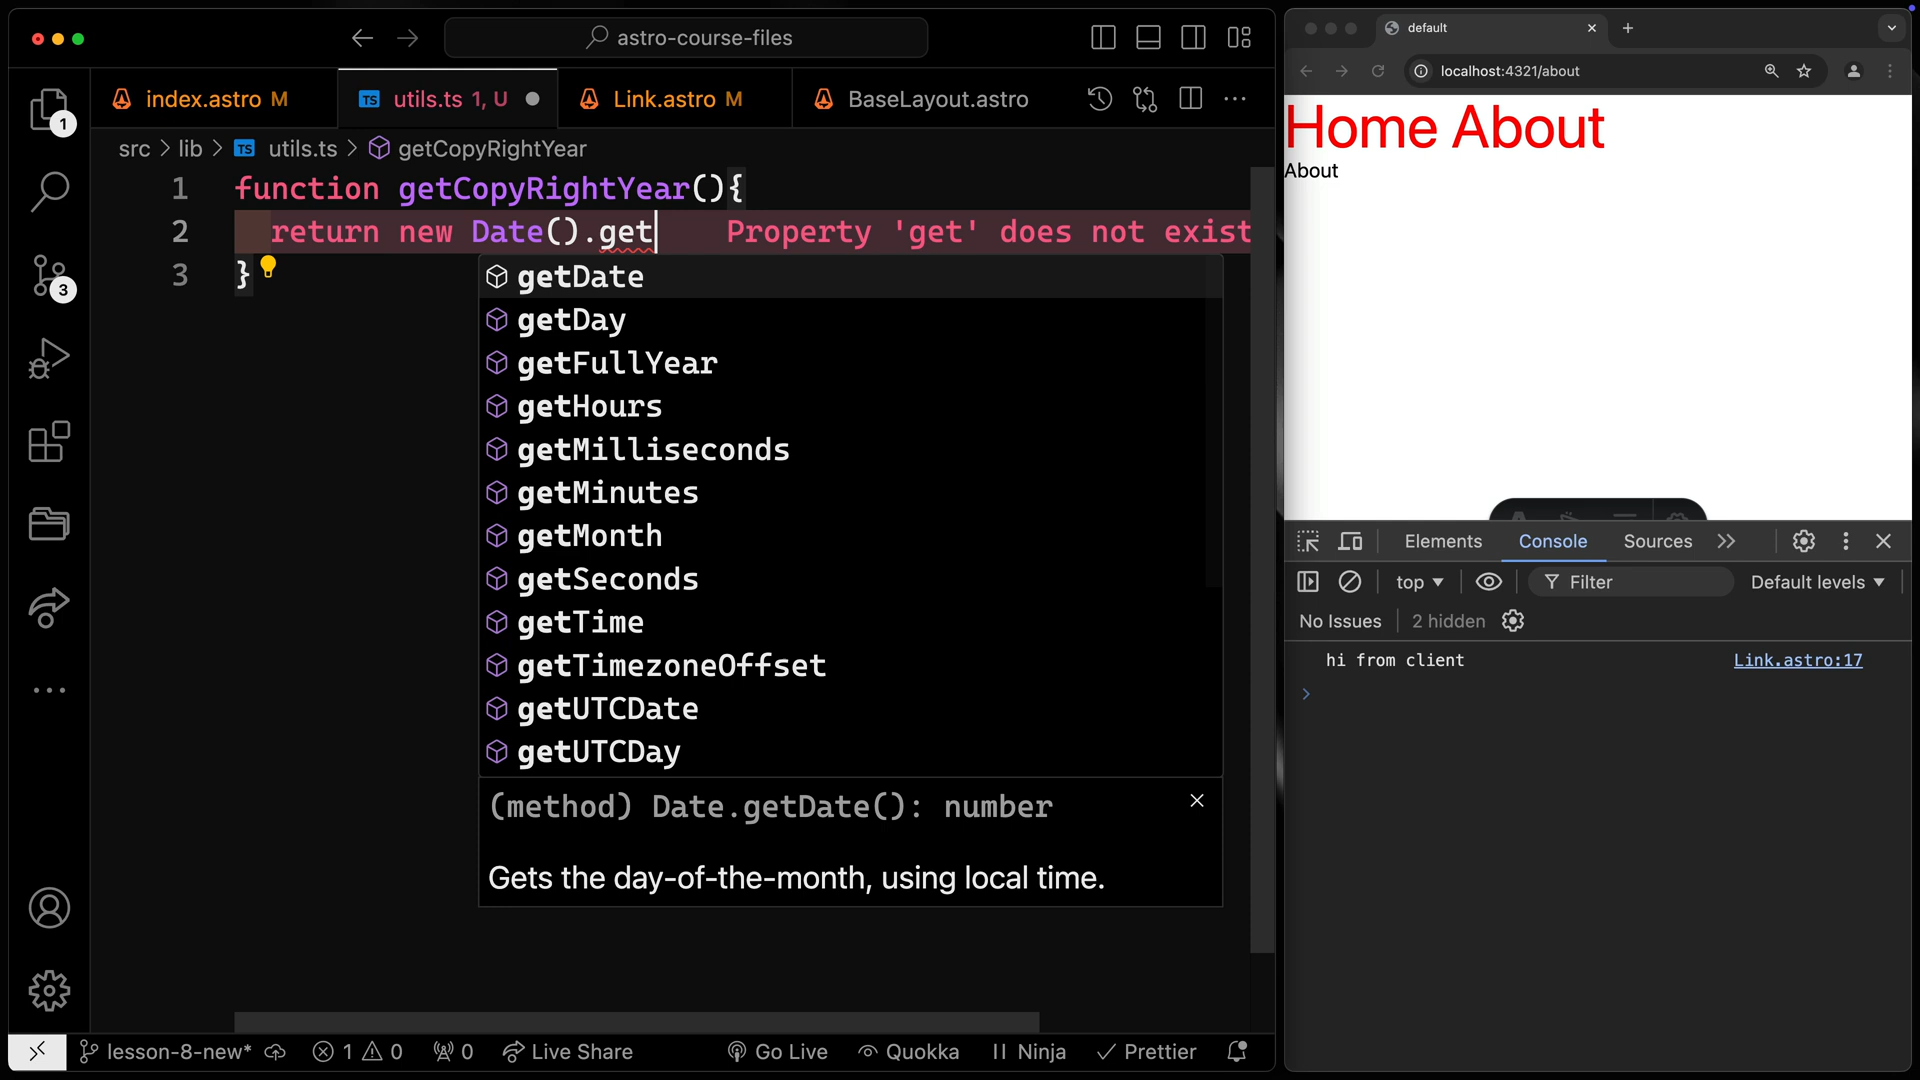 astro-course-files
index.astro M
TS utils.ts 1, U
Link.astro M
BaseLayout.astro
src > lib > TS utils.ts > getCopyRightYear
1 function getCopyRightYear(){
2 return new Date().get Property 'get' does not exist
3 }
getDate
getDay
getFullYear
getHours
getMilliseconds
getMinutes
getMonth
getSeconds
getTime
getTimezoneOffset
getUTCDate
getUTCDay
(method) Date.getDate(): number
Gets the day-of-the-month, using local time.
1
3
lesson-8-new* 1 0 0 Live Share Go Live Quokka Ninja Prettier
default
localhost:4321/about
Home About
About
Elements Console Sources
top Filter Default levels
No Issues 2 hidden
hi from client Link.astro:17